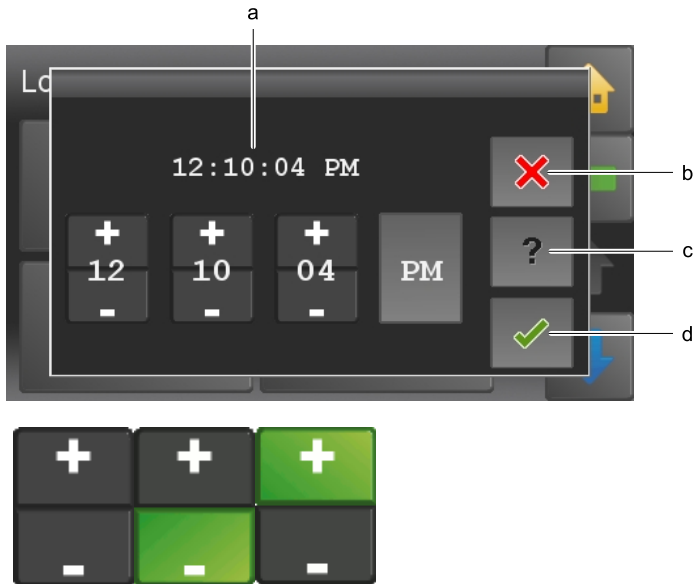 a
Lo
12:10:04 PM
b
+ + +
12 10 04 PM
- - -
?
c
d
+ + +
- - -